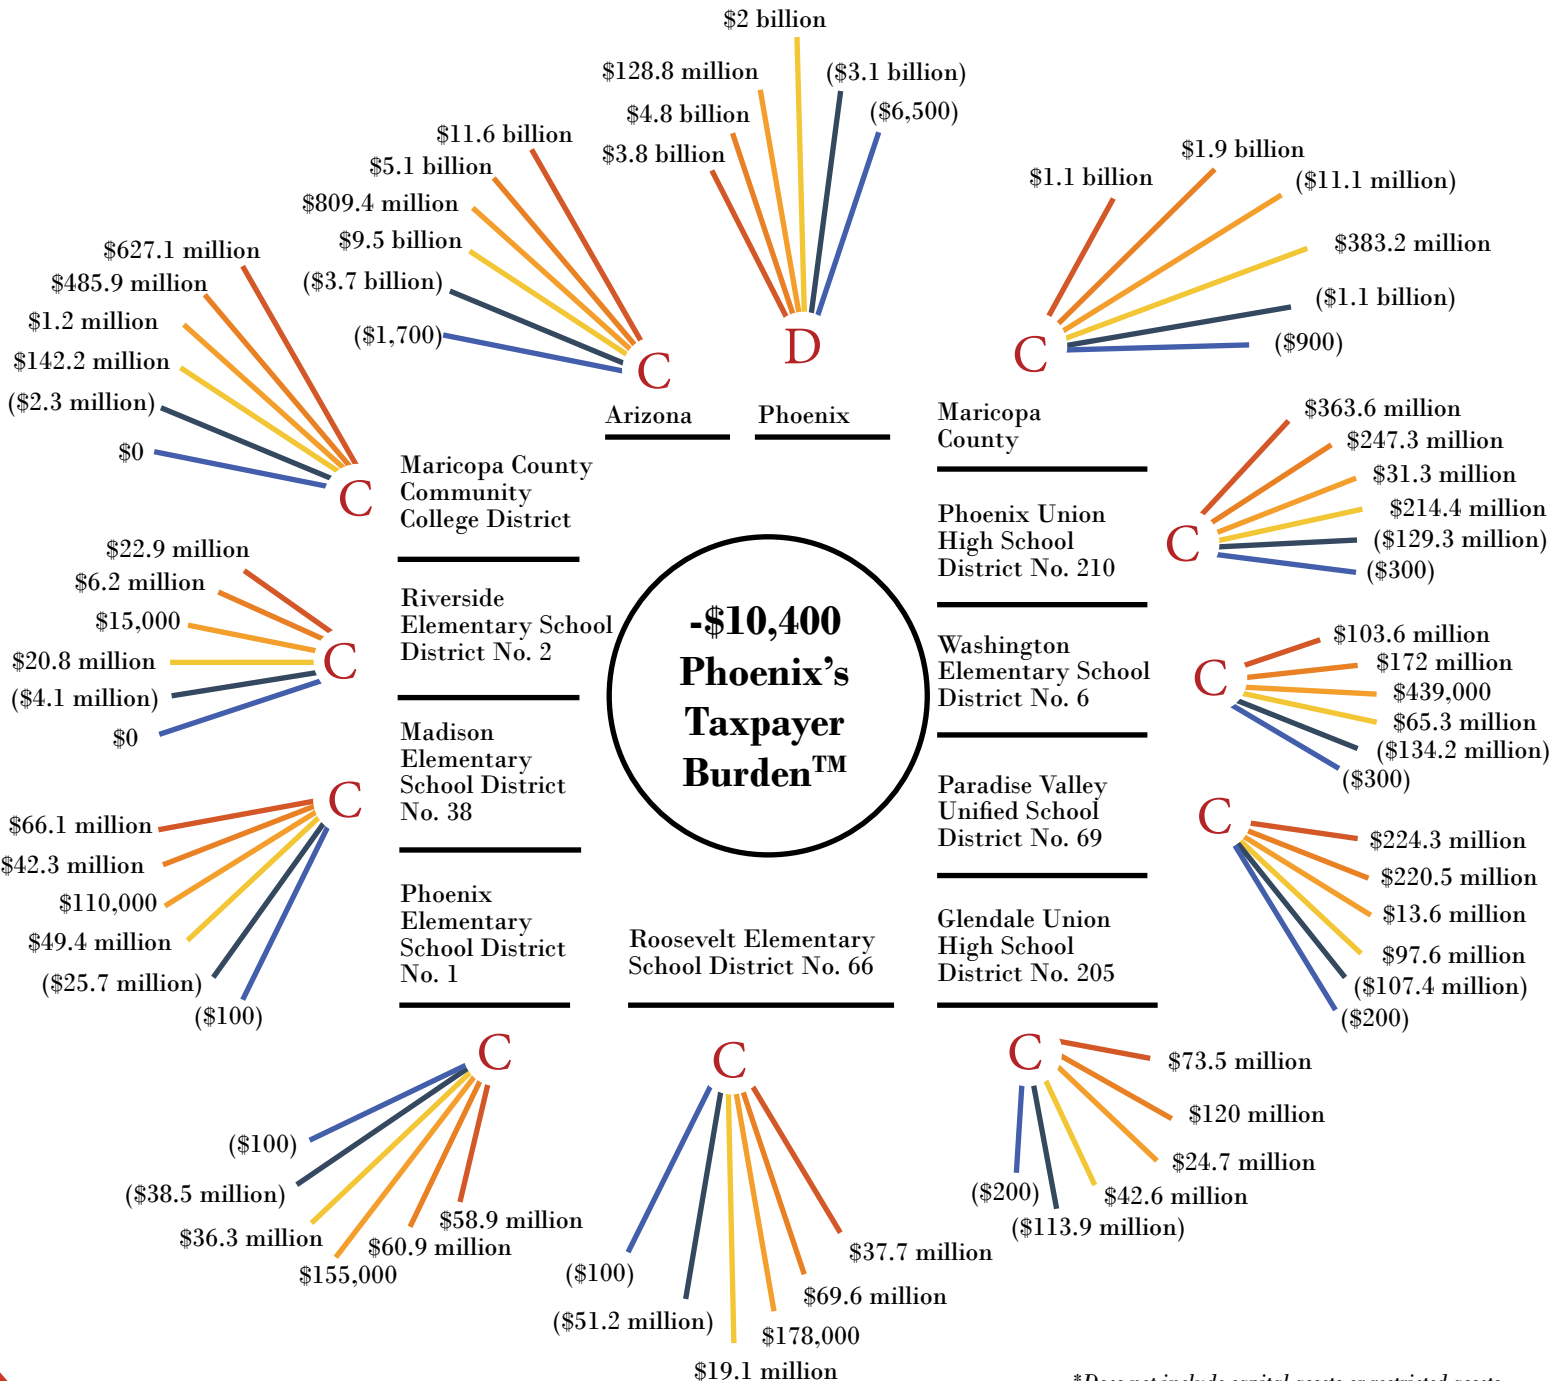 $2 billion
$128.8 million
($3.1 billion)
$4.8 billion
($6,500)
$3.8 billion
D
Phoenix
$11.6 billion
$5.1 billion
$809.4 million
$9.5 billion
($3.7 billion)
($1,700)
C
Arizona
$1.1 billion
$1.9 billion
($11.1 million)
$383.2 million
($1.1 billion)
($900)
C
Maricopa
County
$627.1 million
$485.9 million
$1.2 million
$142.2 million
($2.3 million)
$0
C
Maricopa County
Community
College District
$363.6 million
$247.3 million
$31.3 million
$214.4 million
($129.3 million)
($300)
C
Phoenix Union
High School
District No. 210
$22.9 million
$6.2 million
$15,000
$20.8 million
($4.1 million)
$0
C
Riverside
Elementary School
District No. 2
-$10,400
Phoenix’s
Taxpayer
Burden™
$103.6 million
$172 million
$439,000
$65.3 million
($134.2 million)
($300)
C
Washington
Elementary School
District No. 6
$66.1 million
$42.3 million
$110,000
$49.4 million
($25.7 million)
($100)
C
Madison
Elementary
School District
No. 38
$224.3 million
$220.5 million
$13.6 million
$97.6 million
($107.4 million)
($200)
C
Paradise Valley
Unified School
District No. 69
Phoenix
Elementary
School District
No. 1
C
($100)
($38.5 million)
$36.3 million
$155,000
$60.9 million
$58.9 million
Roosevelt Elementary
School District No. 66
C
($100)
($51.2 million)
$19.1 million
$178,000
$69.6 million
$37.7 million
Glendale Union
High School
District No. 205
C
$73.5 million
$120 million
$24.7 million
$42.6 million
($113.9 million)
($200)
*Does not include capital assets or restricted assets